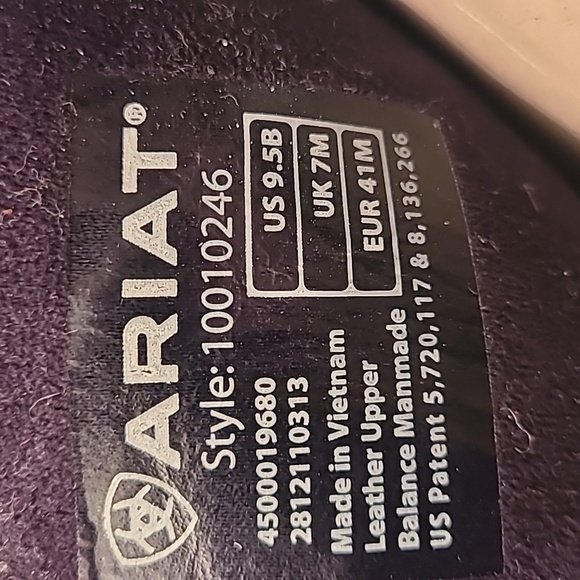 ARIAT®
Style: 10010246
US 9.5B
UK 7M
EUR 41M
4500019680
2812110313
Made in Vietnam
Leather Upper
Balance Manmade
US Patent 5,720,117 & 8,136,266